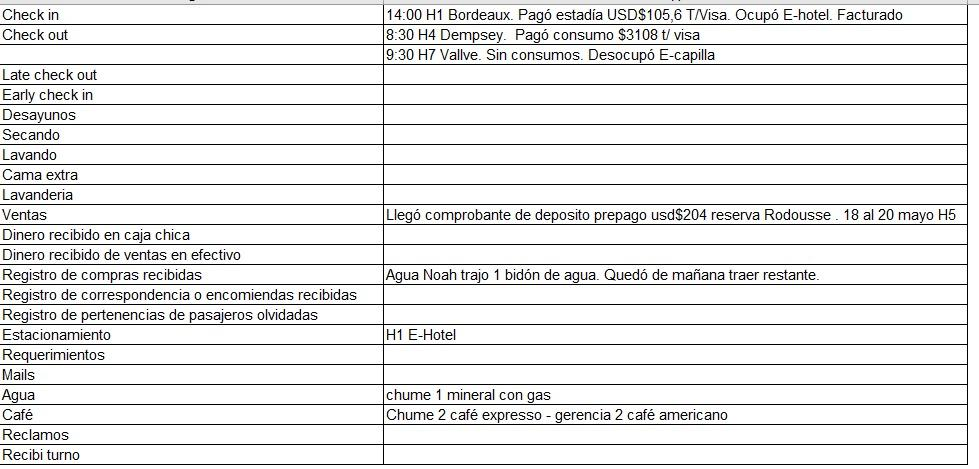 Check in 14:00 H1 Bordeaux. Pagó estadía USD$105,6 T/Visa. Ocupó E-hotel. Facturado
Check out 8:30 H4 Dempsey.  Pagó consumo $3108 t/ visa
9:30 H7 Vallve. Sin consumos. Desocupó E-capilla
Late check out
Early check in
Desayunos
Secando
Lavando
Cama extra
Lavanderia
Ventas Llegó comprobante de deposito prepago usd$204 reserva Rodousse . 18 al 20 mayo H5
Dinero recibido en caja chica
Dinero recibido de ventas en efectivo
Registro de compras recibidas Agua Noah trajo 1 bidón de agua. Quedó de mañana traer restante.
Registro de correspondencia o encomiendas recibidas
Registro de pertenencias de pasajeros olvidadas
Estacionamiento H1 E-Hotel
Requerimientos
Mails
Agua chume 1 mineral con gas
Café Chume 2 café expresso - gerencia 2 café americano
Reclamos
Recibi turno